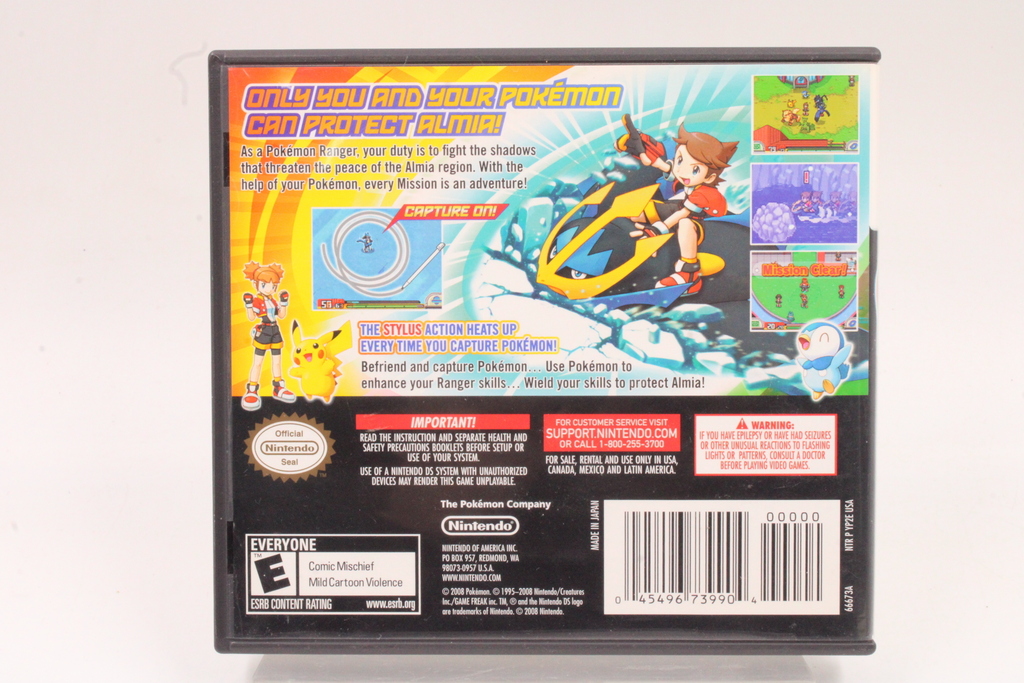 ONLY YOU AND YOUR POKÉMON
CAN PROTECT ALMIA!
As a Pokémon Ranger, your duty is to fight the shadows
that threaten the peace of the Almia region. With the
help of your Pokémon, every Mission is an adventure!
CAPTURE ON!
Mission Clear!
THE STYLUS ACTION HEATS UP
EVERY TIME YOU CAPTURE POKÉMON!
Befriend and capture Pokémon... Use Pokémon to
enhance your Ranger skills... Wield your skills to protect Almia!
Official
Nintendo
Seal
IMPORTANT!
READ THE INSTRUCTION AND SEPARATE HEALTH AND
SAFETY PRECAUTIONS BOOKLETS BEFORE SETUP OR
USE OF YOUR SYSTEM.
USE OF A NINTENDO DS SYSTEM WITH UNAUTHORIZED
DEVICES MAY RENDER THIS GAME UNPLAYABLE.
FOR CUSTOMER SERVICE VISIT
SUPPORT.NINTENDO.COM
OR CALL 1-800-255-3700
FOR SALE, RENTAL AND USE ONLY IN USA,
CANADA, MEXICO AND LATIN AMERICA.
WARNING:
IF YOU HAVE EPILEPSY OR HAVE HAD SEIZURES
OR OTHER UNUSUAL REACTIONS TO FLASHING
LIGHTS OR PATTERNS, CONSULT A DOCTOR
BEFORE PLAYING VIDEO GAMES.
The Pokémon Company
Nintendo
NINTENDO OF AMERICA INC.
PO BOX 957, REDMOND, WA
98073-0957 U.S.A.
WWW.NINTENDO.COM
© 2008 Pokémon. © 1995–2008 Nintendo/Creatures
Inc./GAME FREAK inc. TM, ® and the Nintendo DS logo
are trademarks of Nintendo. © 2008 Nintendo.
EVERYONE
TM
E
Comic Mischief
Mild Cartoon Violence
ESRB CONTENT RATING www.esrb.org
MADE IN JAPAN
00000
0 45496 73990 4
NTR P YP2E USA
66673A